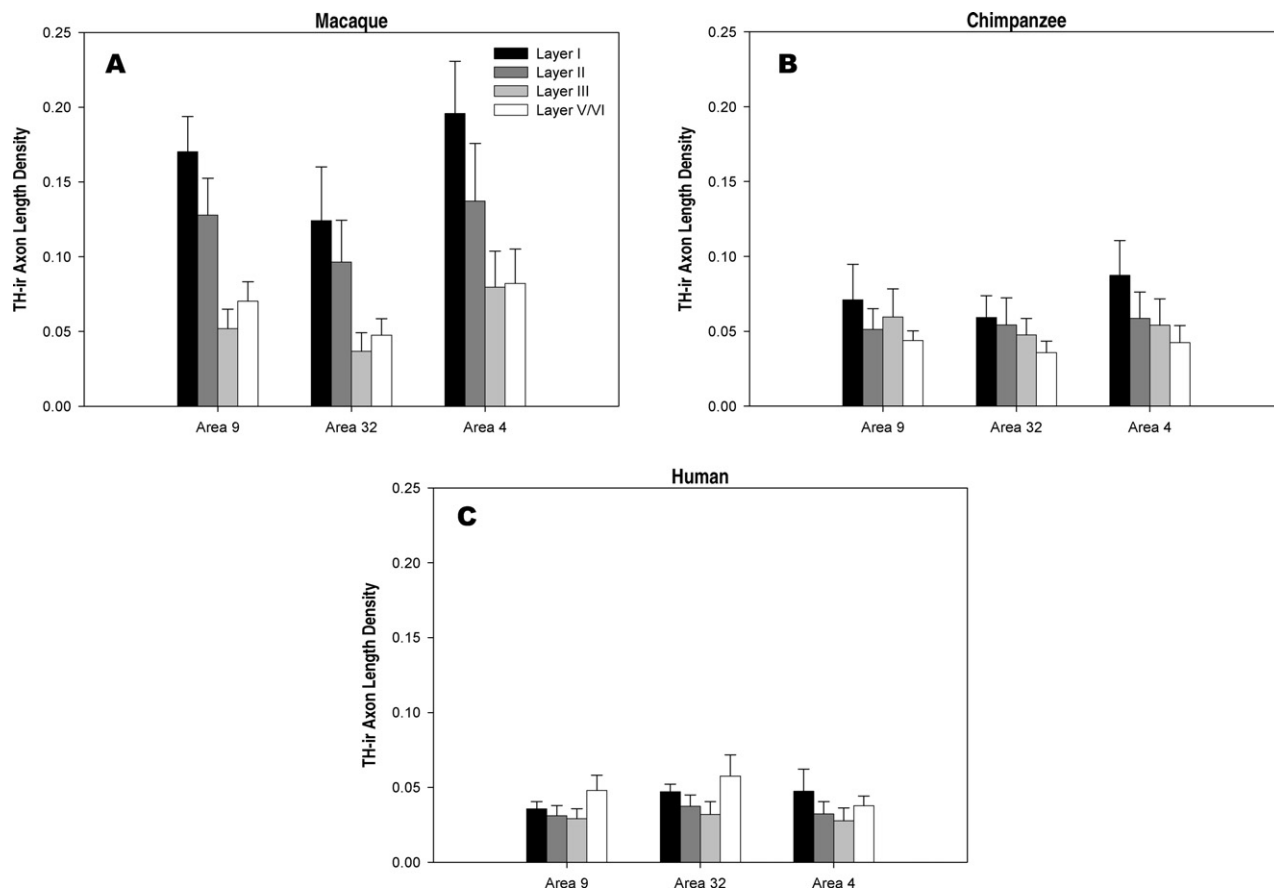 Macaque
A
Layer I
Layer II
Layer III
Layer V/VI
TH-ir Axon Length Density
0.25
0.20
0.15
0.10
0.05
0.00
Area 9 Area 32 Area 4
Chimpanzee
B
TH-ir Axon Length Density
0.25
0.20
0.15
0.10
0.05
0.00
Area 9 Area 32 Area 4
Human
C
TH-ir Axon Length Density
0.25
0.20
0.15
0.10
0.05
0.00
Area 9 Area 32 Area 4